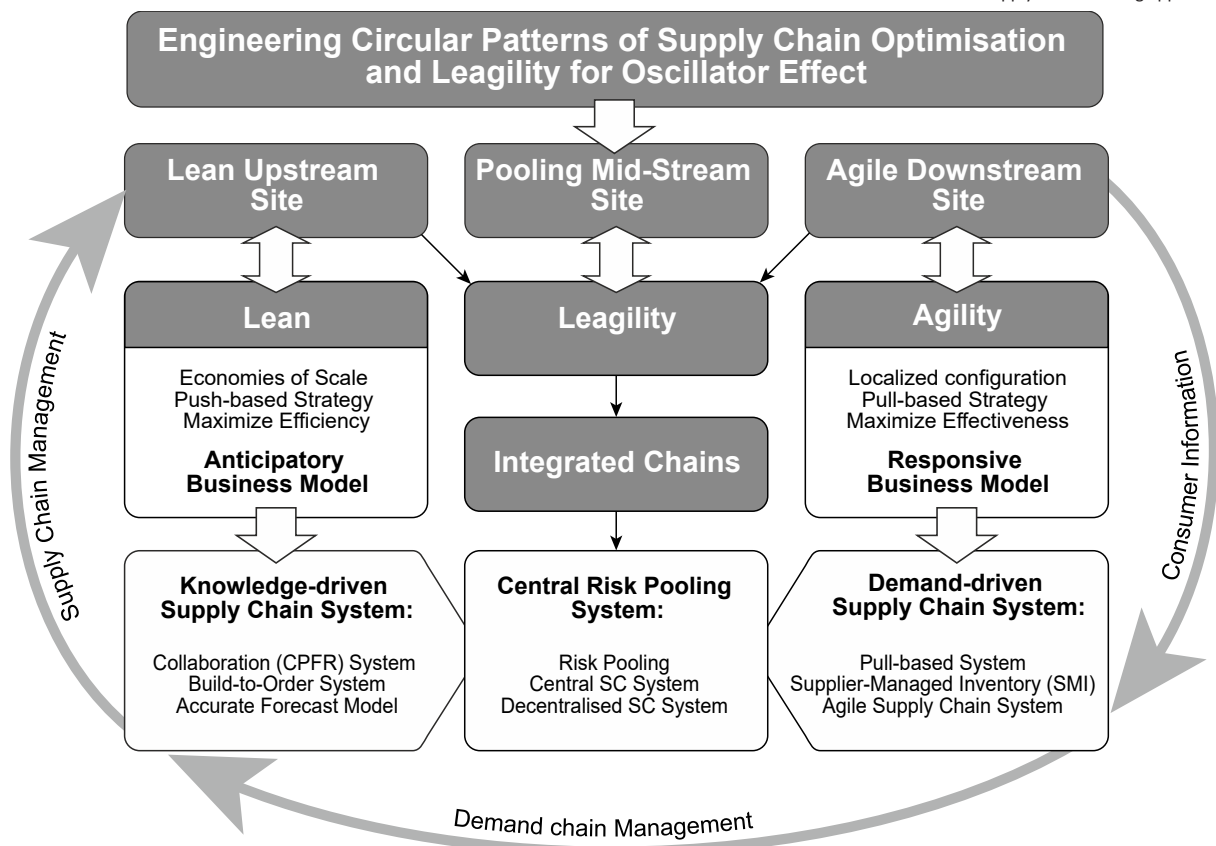 Engineering Circular Patterns of Supply Chain Optimisation
and Leagility for Oscillator Effect
Lean Upstream
Site
Pooling Mid-Stream
Site
Agile Downstream
Site
Lean
Economies of Scale
Push-based Strategy
Maximize Efficiency
Anticipatory
Business Model
Leagility
Integrated Chains
Agility
Localized configuration
Pull-based Strategy
Maximize Effectiveness
Responsive
Business Model
Knowledge-driven
Supply Chain System:
Collaboration (CPFR) System
Build-to-Order System
Accurate Forecast Model
Central Risk Pooling
System:
Risk Pooling
Central SC System
Decentralised SC System
Demand-driven
Supply Chain System:
Pull-based System
Supplier-Managed Inventory (SMI)
Agile Supply Chain System
Supply Chain Management
Consumer Information
Demand chain Management